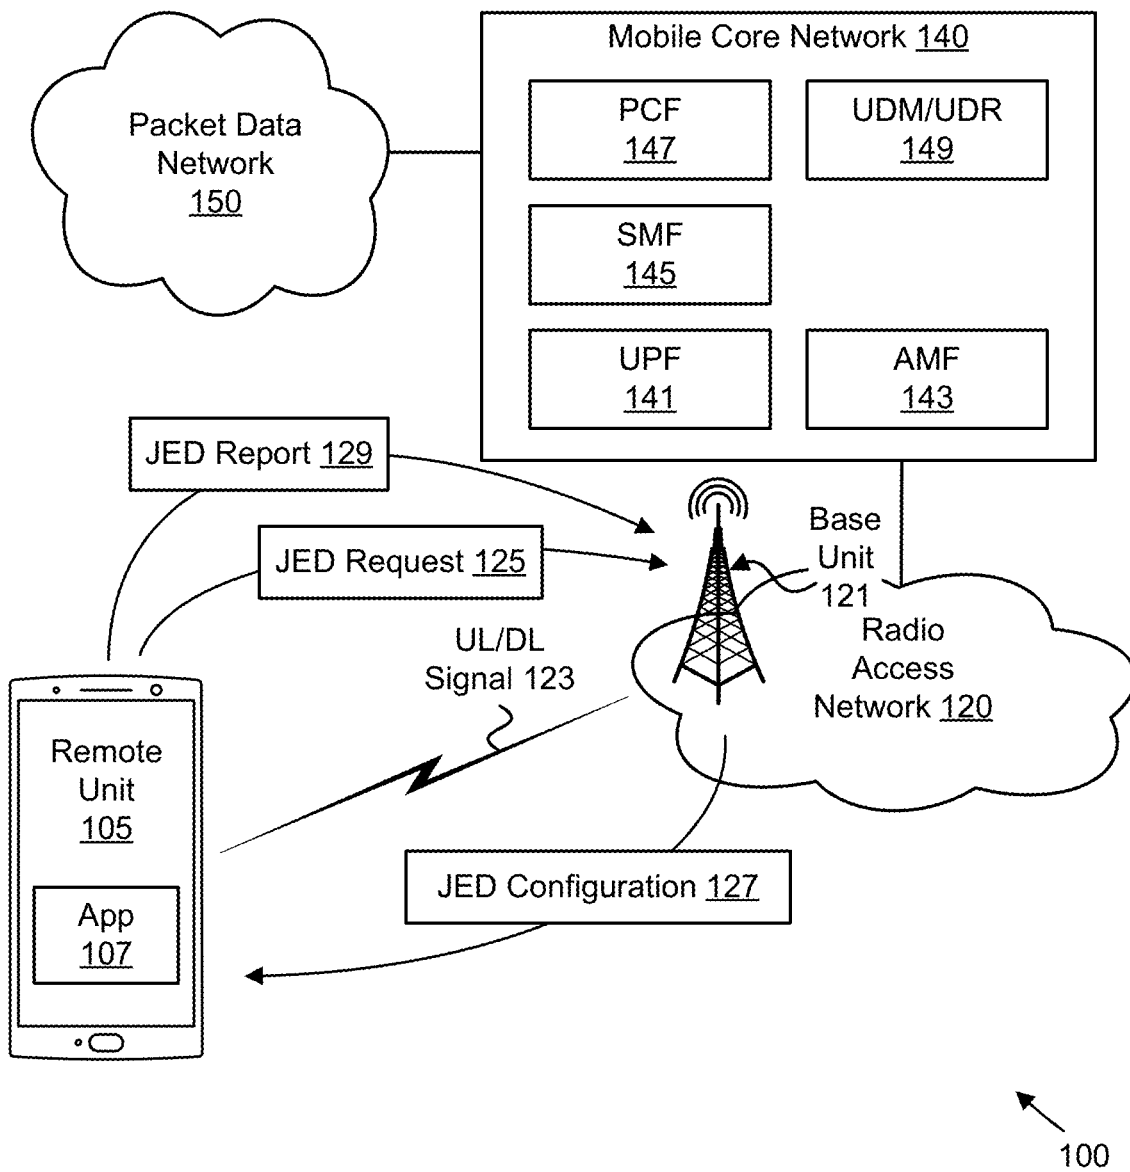 Mobile Core Network 140
Packet Data
Network
150
PCF
147
UDM/UDR
149
SMF
145
UPF
141
AMF
143
JED Report 129
JED Request 125
Base
Unit
121
UL/DL
Signal 123
Radio
Access
Network 120
Remote
Unit
105
App
107
JED Configuration 127
100